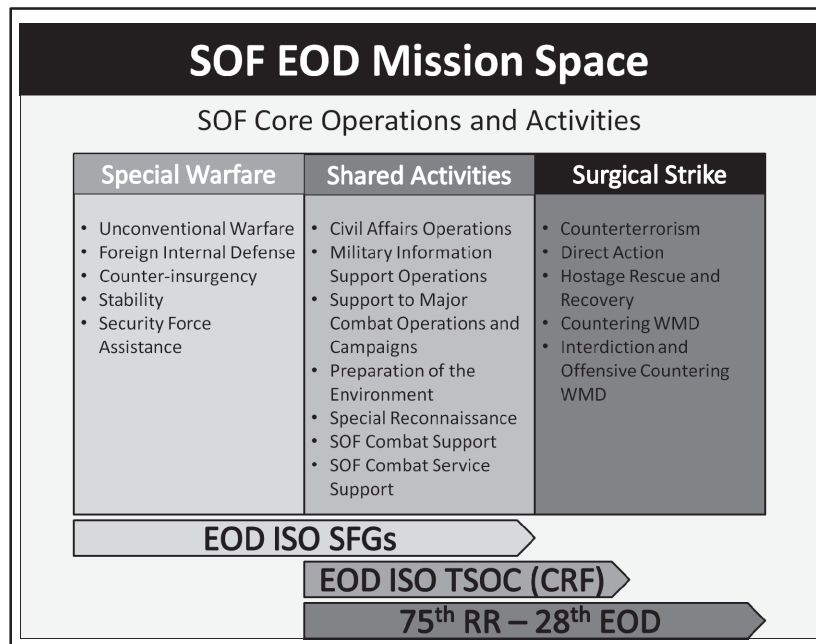 SOF EOD Mission Space
SOF Core Operations and Activities
Special Warfare
• Unconventional Warfare
• Foreign Internal Defense
• Counter-insurgency
• Stability
• Security Force
Assistance
Shared Activities
• Civil Affairs Operations
• Military Information
Support Operations
• Support to Major
Combat Operations and
Campaigns
• Preparation of the
Environment
• Special Reconnaissance
• SOF Combat Support
• SOF Combat Service
Support
Surgical Strike
• Counterterrorism
• Direct Action
• Hostage Rescue and
Recovery
• Countering WMD
• Interdiction and
Offensive Countering
WMD
EOD ISO SFGs
EOD ISO TSOC (CRF)
75th RR – 28th EOD